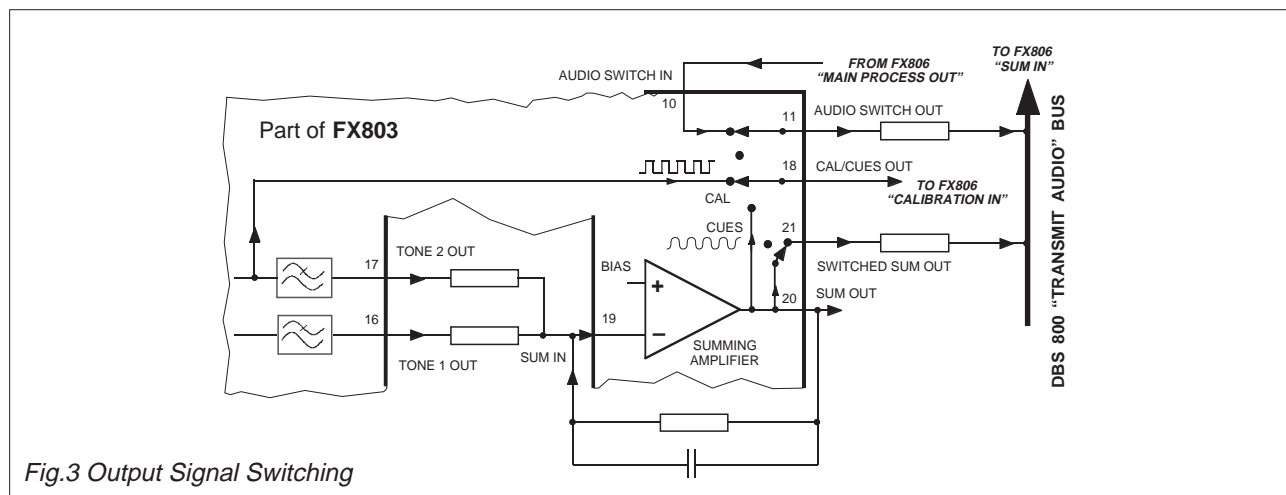 TO FX806
“SUM IN”
FROM FX806
“MAIN PROCESS OUT”
AUDIO SWITCH IN
10
Part of FX803
11
AUDIO SWITCH OUT
18
CAL/CUES OUT
CAL
TO FX806
“CALIBRATION IN”
CUES
21
SWITCHED SUM OUT
TONE 2 OUT
17
BIAS
+
20
SUM OUT
16
19
−
SUMMING
AMPLIFIER
TONE 1 OUT
SUM IN
DBS 800 “TRANSMIT AUDIO” BUS
Fig.3 Output Signal Switching